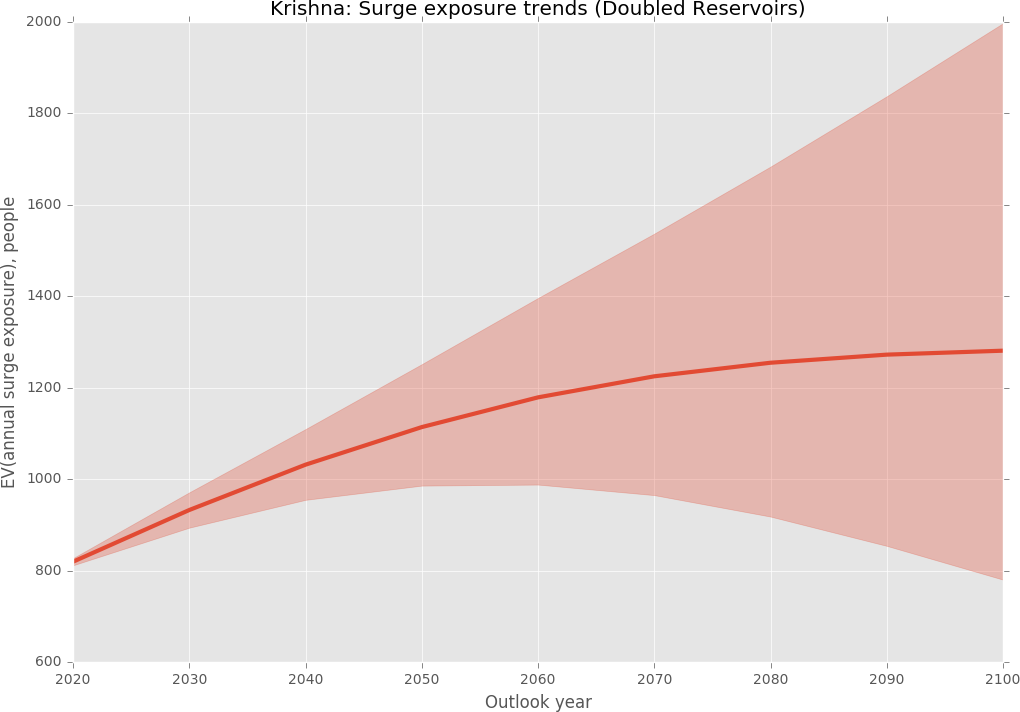 Krishna: Surge exposure trends (Doubled Reservoirs)
EV(annual surge exposure), people
2000
1800
1600
1400
1200
1000
800
600
2020 2030 2040 2050 2060 2070 2080 2090 2100
Outlook year